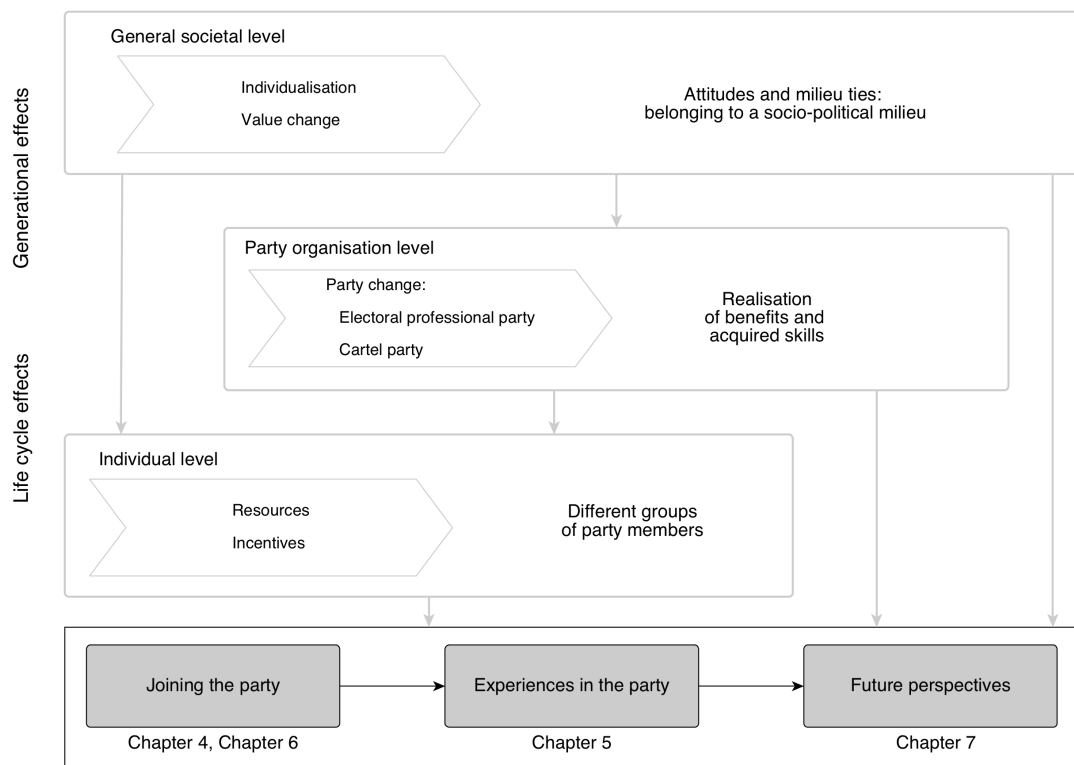 Generational effects
Life cycle effects
General societal level
Individualisation
Value change
Attitudes and milieu ties:
belonging to a socio-political milieu
Party organisation level
Party change:
Electoral professional party
Cartel party
Realisation
of benefits and
acquired skills
Individual level
Resources
Incentives
Different groups
of party members
Joining the party
Experiences in the party
Future perspectives
Chapter 4, Chapter 6
Chapter 5
Chapter 7